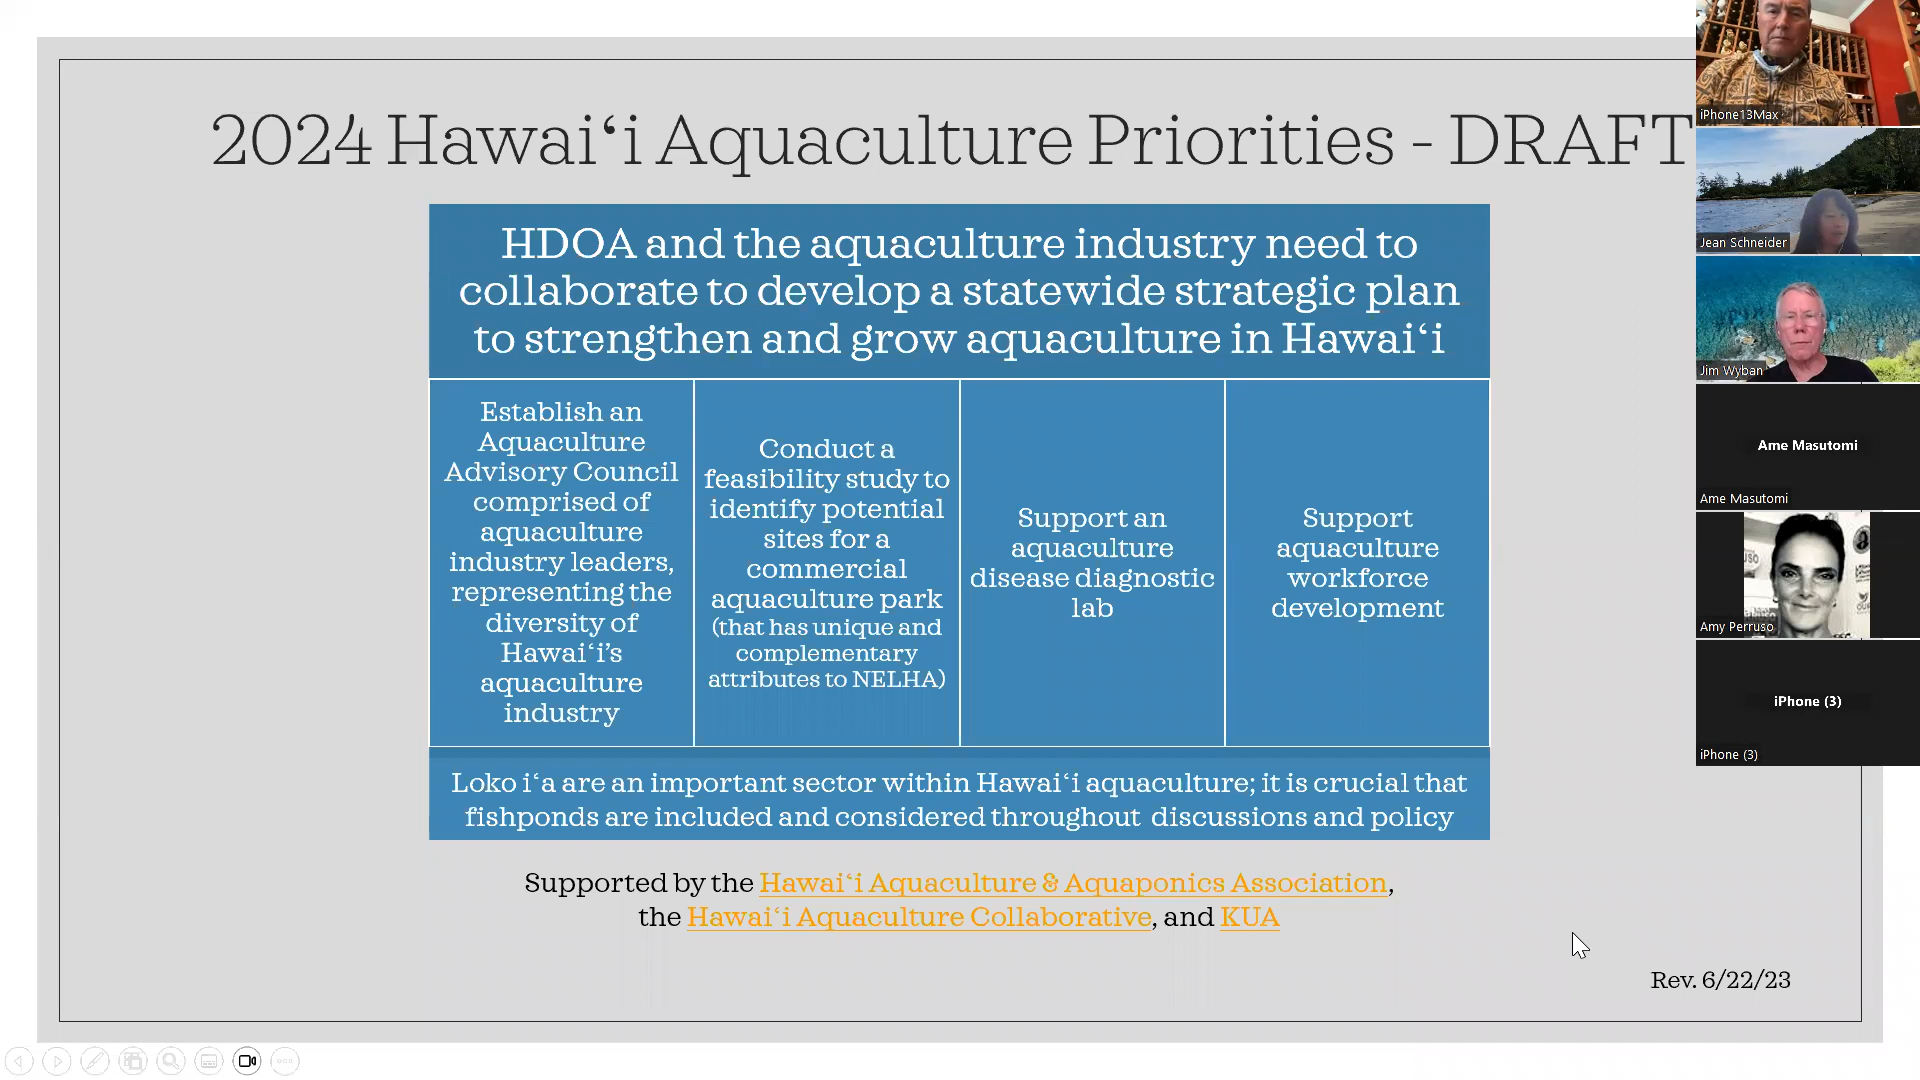 2024 Hawaiʻi Aquaculture Priorities - DRAFT
HDOA and the aquaculture industry need to
collaborate to develop a statewide strategic plan
to strengthen and grow aquaculture in Hawaiʻi
Establish an
Aquaculture
Advisory Council
comprised of
aquaculture
industry leaders,
representing the
diversity of
Hawaiʻi’s
aquaculture
industry
Conduct a
feasibility study to
identify potential
sites for a
commercial
aquaculture park
(that has unique and
complementary
attributes to NELHA)
Support an
aquaculture
disease diagnostic
lab
Support
aquaculture
workforce
development
Loko iʻa are an important sector within Hawaiʻi aquaculture; it is crucial that
fishponds are included and considered throughout discussions and policy
Supported by the Hawaiʻi Aquaculture & Aquaponics Association,
the Hawaiʻi Aquaculture Collaborative, and KUA
Rev. 6/22/23
iPhone13Max
Jean Schneider
Jim Wyban
Ame Masutomi
Ame Masutomi
Amy Perruso
iPhone (3)
iPhone (3)